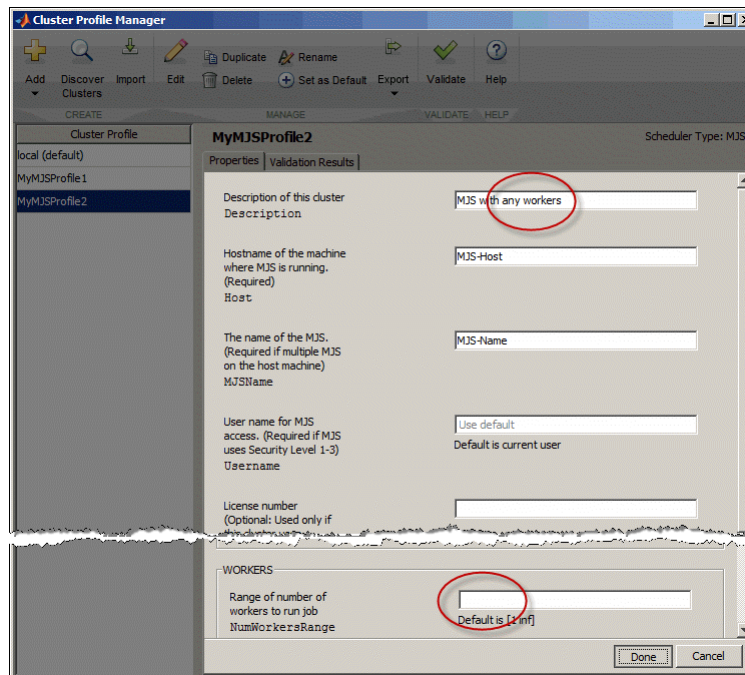 Cluster Profile Manager
Add
Discover Clusters
Import
Edit
Duplicate
Rename
Delete
Set as Default
Export
Validate
Help
CREATE
MANAGE
VALIDATE
HELP
Cluster Profile
local (default)
MyMJSProfile1
MyMJSProfile2
MyMJSProfile2
Scheduler Type: MJS
Properties
Validation Results
Description of this cluster
Description
MJS with any workers
Hostname of the machine
where MJS is running.
(Required)
Host
MJS-Host
The name of the MJS.
(Required if multiple MJS
on the host machine)
MJSName
MJS-Name
User name for MJS
access. (Required if MJS
uses Security Level 1-3)
Username
Use default
Default is current user
License number
(Optional: Used only if
WORKERS
Range of number of
workers to run job
NumWorkersRange
Default is [1 inf]
Done
Cancel